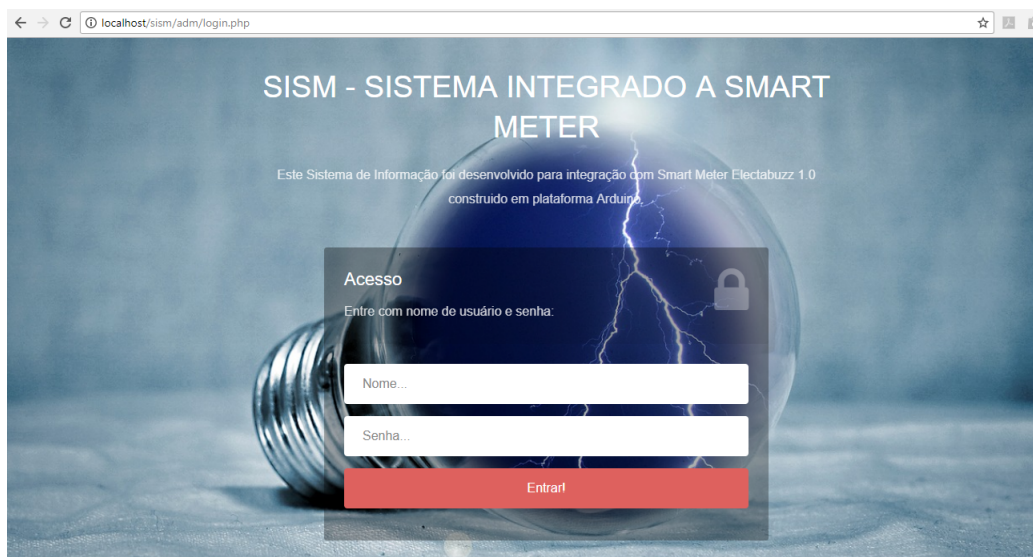 localhost/sism/adm/login.php
SISM - SISTEMA INTEGRADO A SMART
METER
Este Sistema de Informação foi desenvolvido para integração com Smart Meter Electabuzz 1.0
construido em plataforma Arduino.
Acesso
Entre com nome de usuário e senha:
Nome...
Senha...
Entrar!